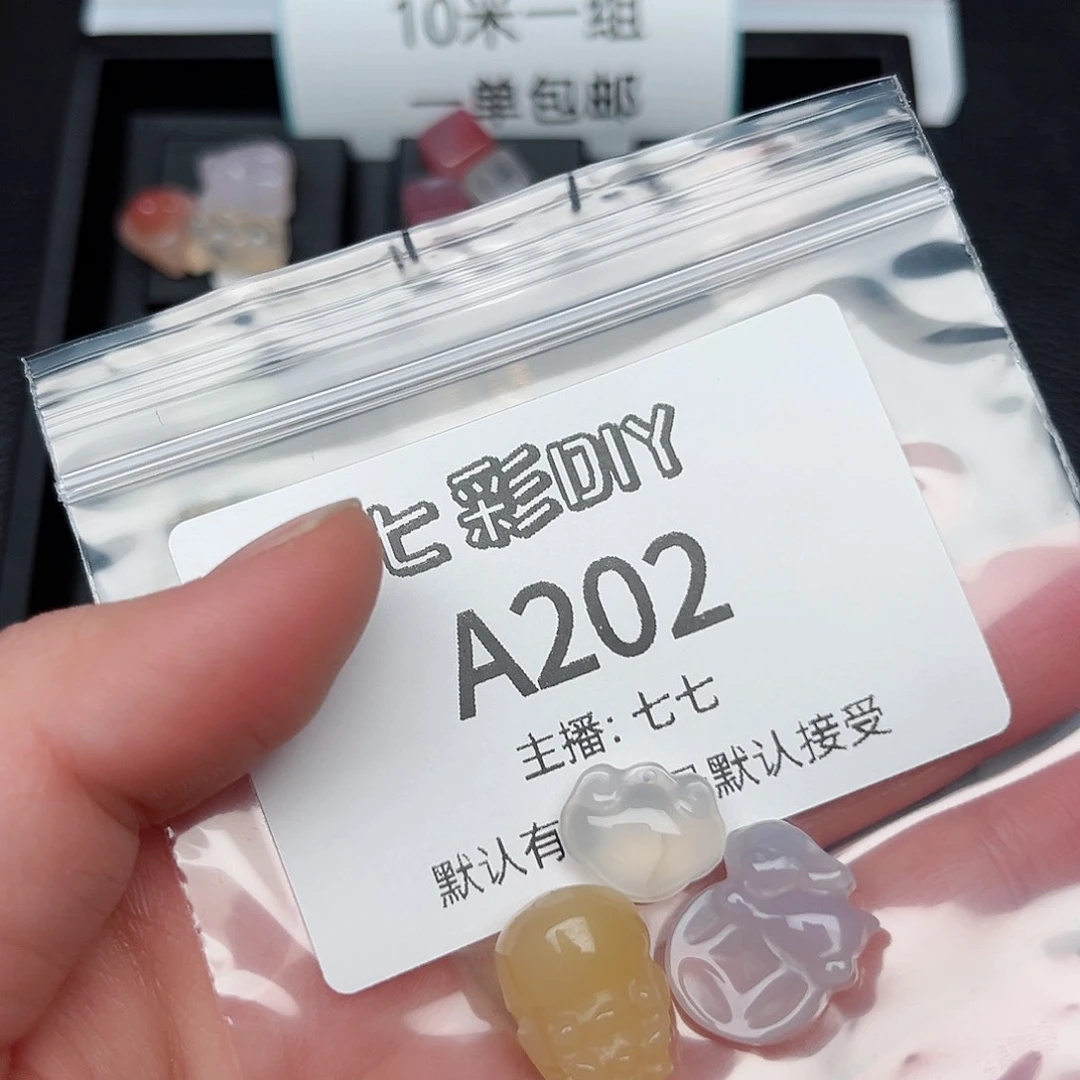 10米一组
一单包邮
七彩DIY
A202
主播：七七
默认有
默认接受